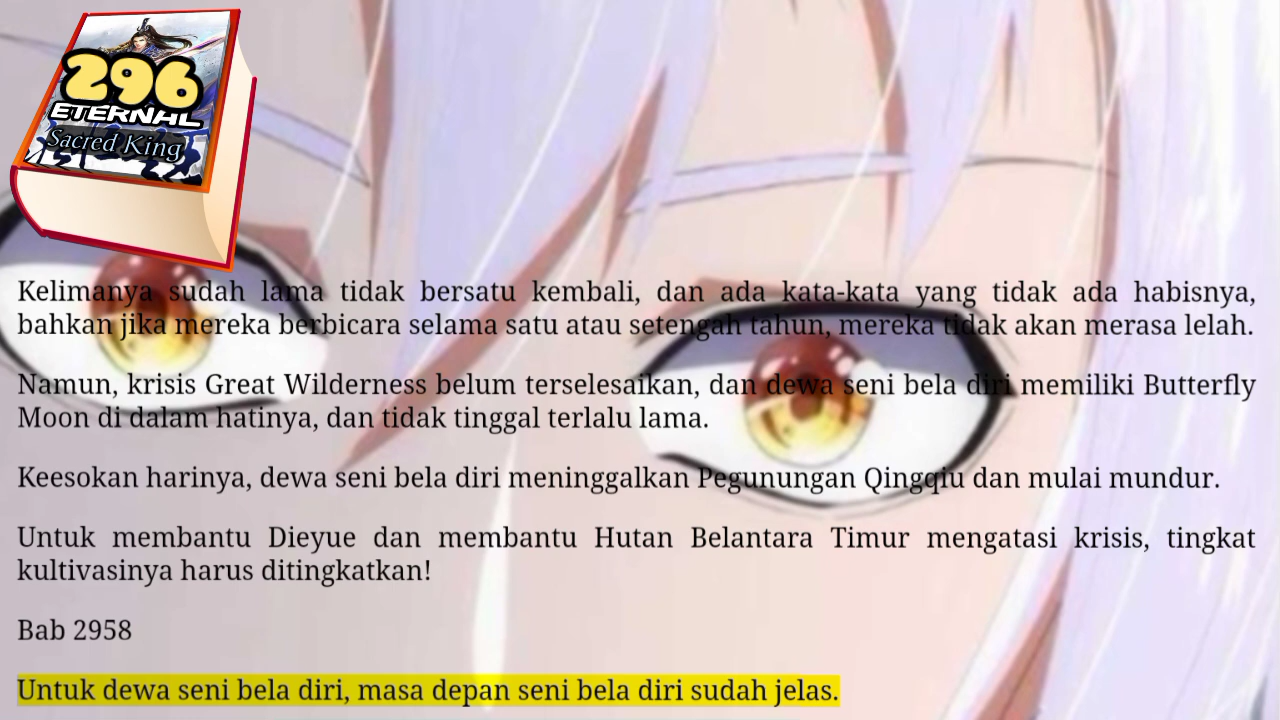 296
ETERNAL
Sacred King
Kelimanya sudah lama tidak bersatu kembali, dan ada kata-kata yang tidak ada habisnya,
bahkan jika mereka berbicara selama satu atau setengah tahun, mereka tidak akan merasa lelah.
Namun, krisis Great Wilderness belum terselesaikan, dan dewa seni bela diri memiliki Butterfly
Moon di dalam hatinya, dan tidak tinggal terlalu lama.
Keesokan harinya, dewa seni bela diri meninggalkan Pegunungan Qingqiu dan mulai mundur.
Untuk membantu Dieyue dan membantu Hutan Belantara Timur mengatasi krisis, tingkat
kultivasinya harus ditingkatkan!
Bab 2958
Untuk dewa seni bela diri, masa depan seni bela diri sudah jelas.